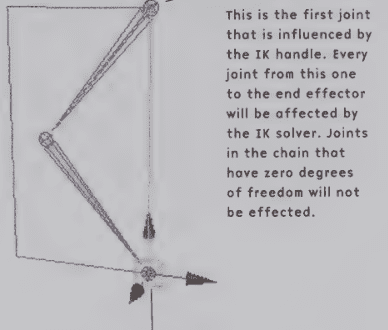 This is the first joint
that is influenced by
the IK handle. Every
joint from this one
to the end effector
will be affected by
the IK solver. Joints
in the chain that
have zero degrees
of freedom will not
be effected.